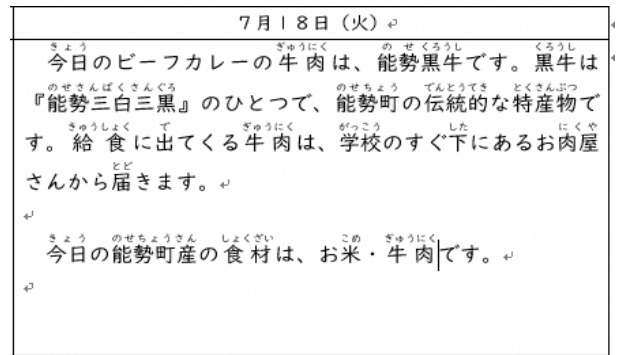 7月18日（火）
今日のビーフカレーの牛肉は、能勢黒牛です。黒牛は
『能勢三白三黒』のひとつで、能勢町の伝統的な特産物で
す。給食に出てくる牛肉は、学校のすぐ下にあるお肉屋
さんから届きます。
今日の能勢町産の食材は、お米・牛肉です。